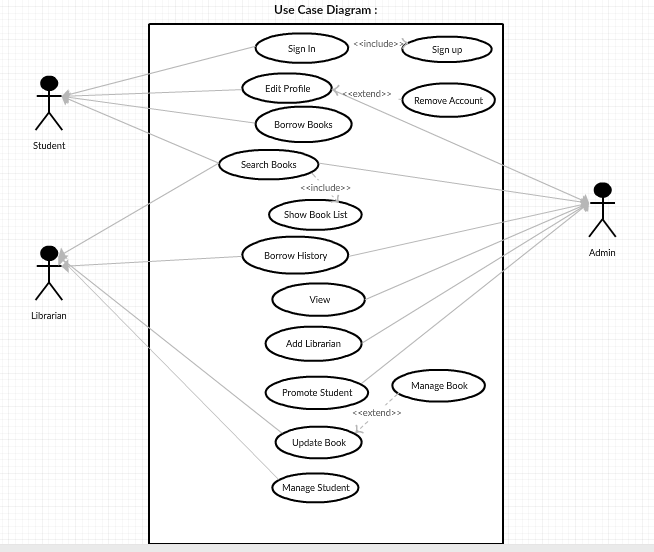 Use Case Diagram :
Sign In
<<include>>
Sign up
Edit Profile
<<extend>>
Remove Account
Borrow Books
Student
Search Books
<<include>>
Show Book List
Admin
Borrow History
Librarian
View
Add Librarian
Promote Student
Manage Book
<<extend>>
Update Book
Manage Student